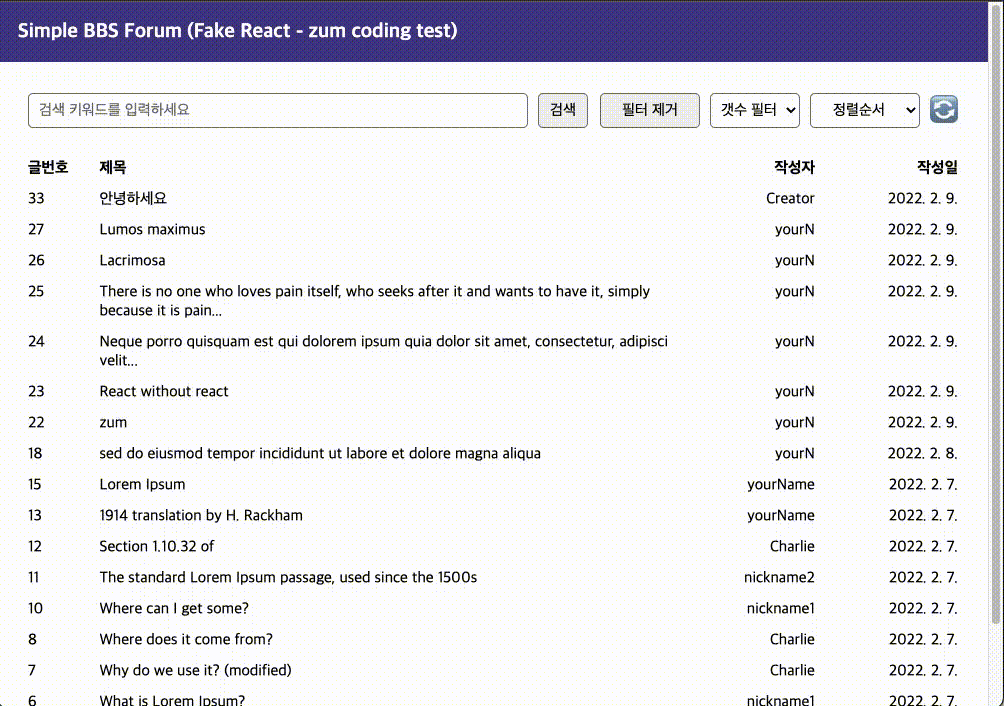 Simple BBS Forum (Fake React - zum coding test)
검색 키워드를 입력하세요 검색 필터 제거 갯수 필터 정렬순서
글번호 제목 작성자 작성일
33 안녕하세요 Creator 2022. 2. 9.
27 Lumos maximus yourN 2022. 2. 9.
26 Lacrimosa yourN 2022. 2. 9.
25 There is no one who loves pain itself, who seeks after it and wants to have it, simply yourN 2022. 2. 9.
because it is pain...
24 Neque porro quisquam est qui dolorem ipsum quia dolor sit amet, consectetur, adipisci yourN 2022. 2. 9.
velit...
23 React without react yourN 2022. 2. 9.
22 zum yourN 2022. 2. 9.
18 sed do eiusmod tempor incididunt ut labore et dolore magna aliqua yourN 2022. 2. 8.
15 Lorem Ipsum yourName 2022. 2. 7.
13 1914 translation by H. Rackham yourName 2022. 2. 7.
12 Section 1.10.32 of Charlie 2022. 2. 7.
11 The standard Lorem Ipsum passage, used since the 1500s nickname2 2022. 2. 7.
10 Where can I get some? nickname1 2022. 2. 7.
8 Where does it come from? Charlie 2022. 2. 7.
7 Why do we use it? (modified) Charlie 2022. 2. 7.
6 What is Lorem Ipsum? nickname1 2022. 2. 7.